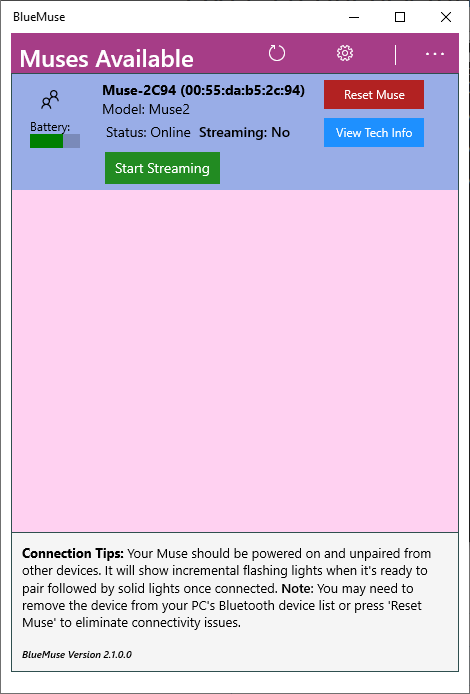 BlueMuse
Muses Available
Muse-2C94 (00:55:da:b5:2c:94)
Reset Muse
Model: Muse2
Battery:
Status: Online Streaming: No
View Tech Info
Start Streaming
Connection Tips: Your Muse should be powered on and unpaired from
other devices. It will show incremental flashing lights when it's ready to
pair followed by solid lights once connected. Note: You may need to
remove the device from your PC's Bluetooth device list or press 'Reset
Muse' to eliminate connectivity issues.
BlueMuse Version 2.1.0.0